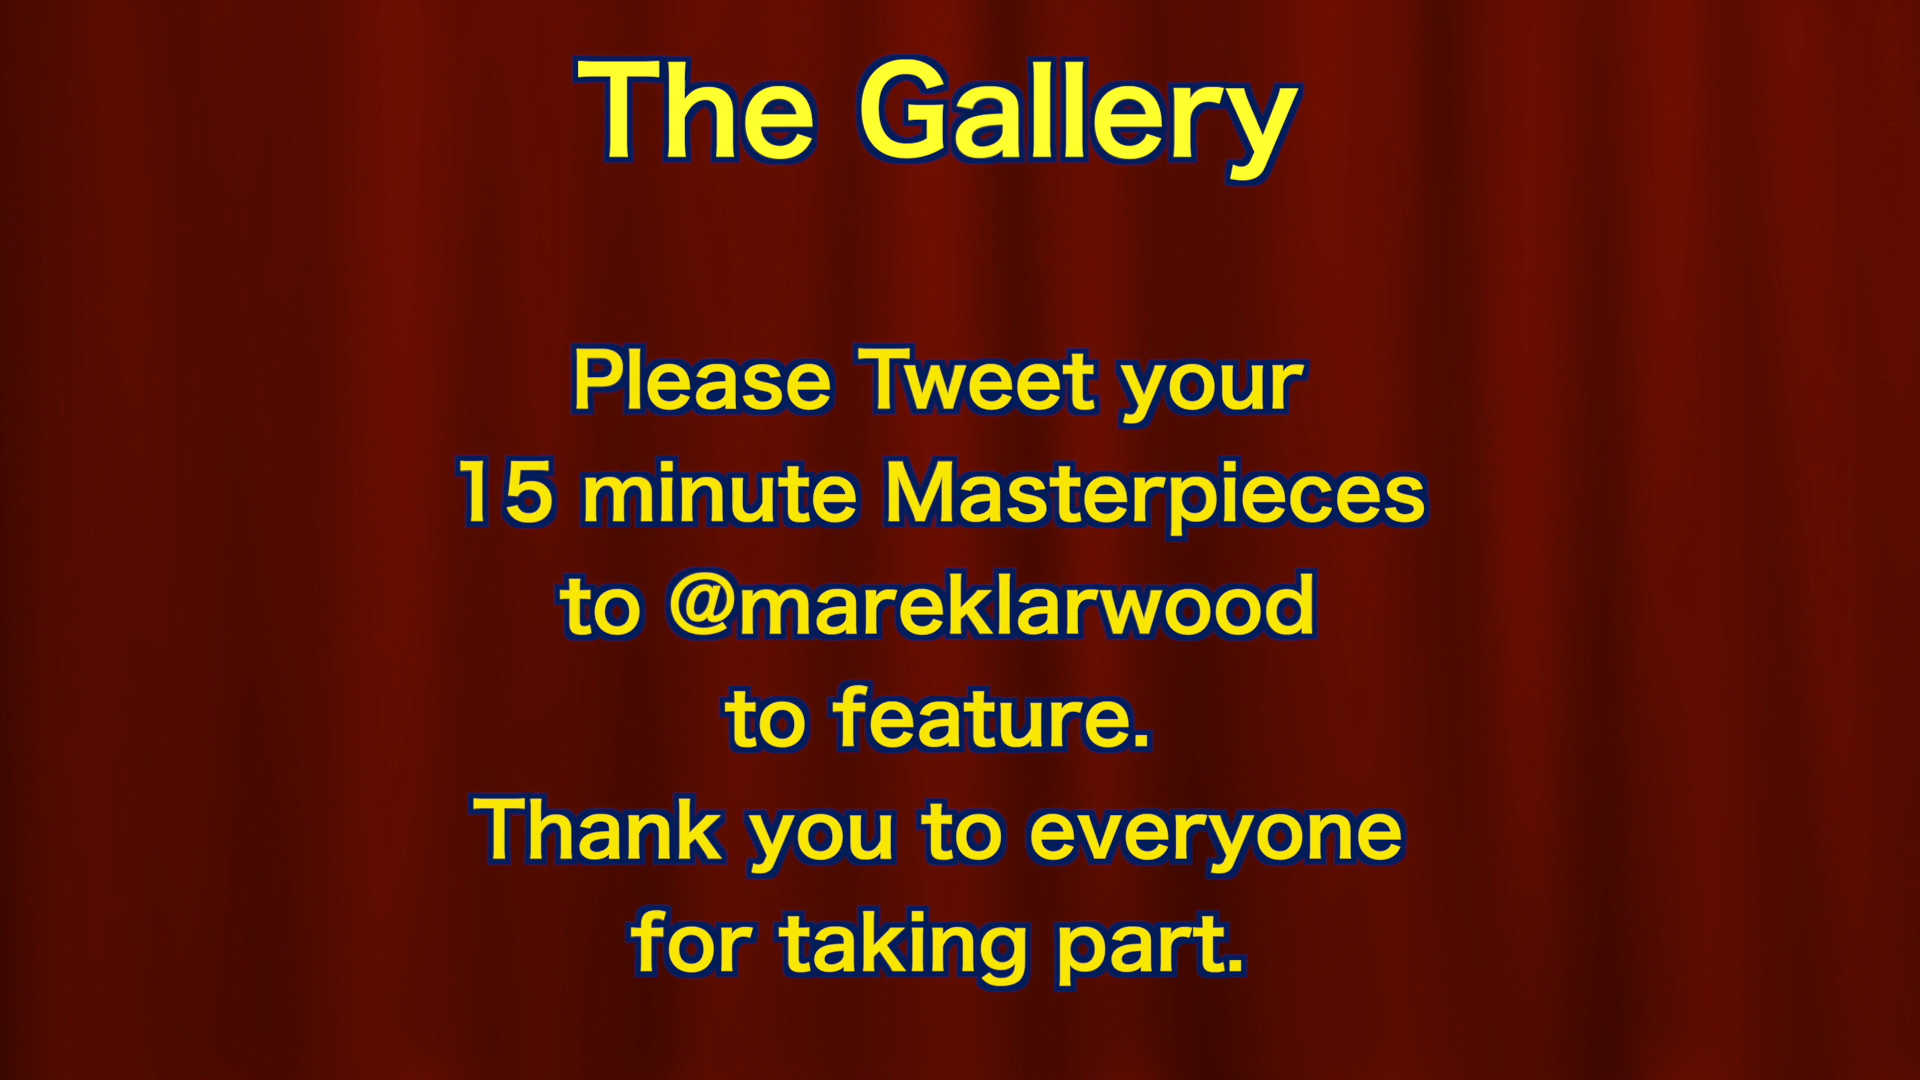 The Gallery
Please Tweet your
15 minute Masterpieces
to @mareklarwood
to feature.
Thank you to everyone
for taking part.